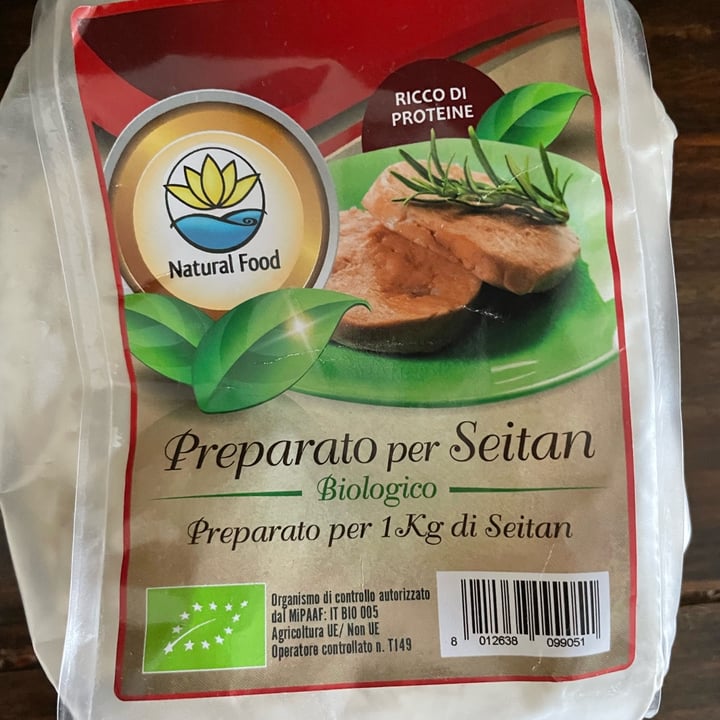 RICCO DI
PROTEINE
Natural Food
Preparato per Seitan
Biologico
Preparato per 1Kg di Seitan
Organismo di controllo autorizzato
dal MiPAAF: IT BIO 005
Agricoltura UE/ Non UE
Operatore controllato n. T149
8 012638 099051